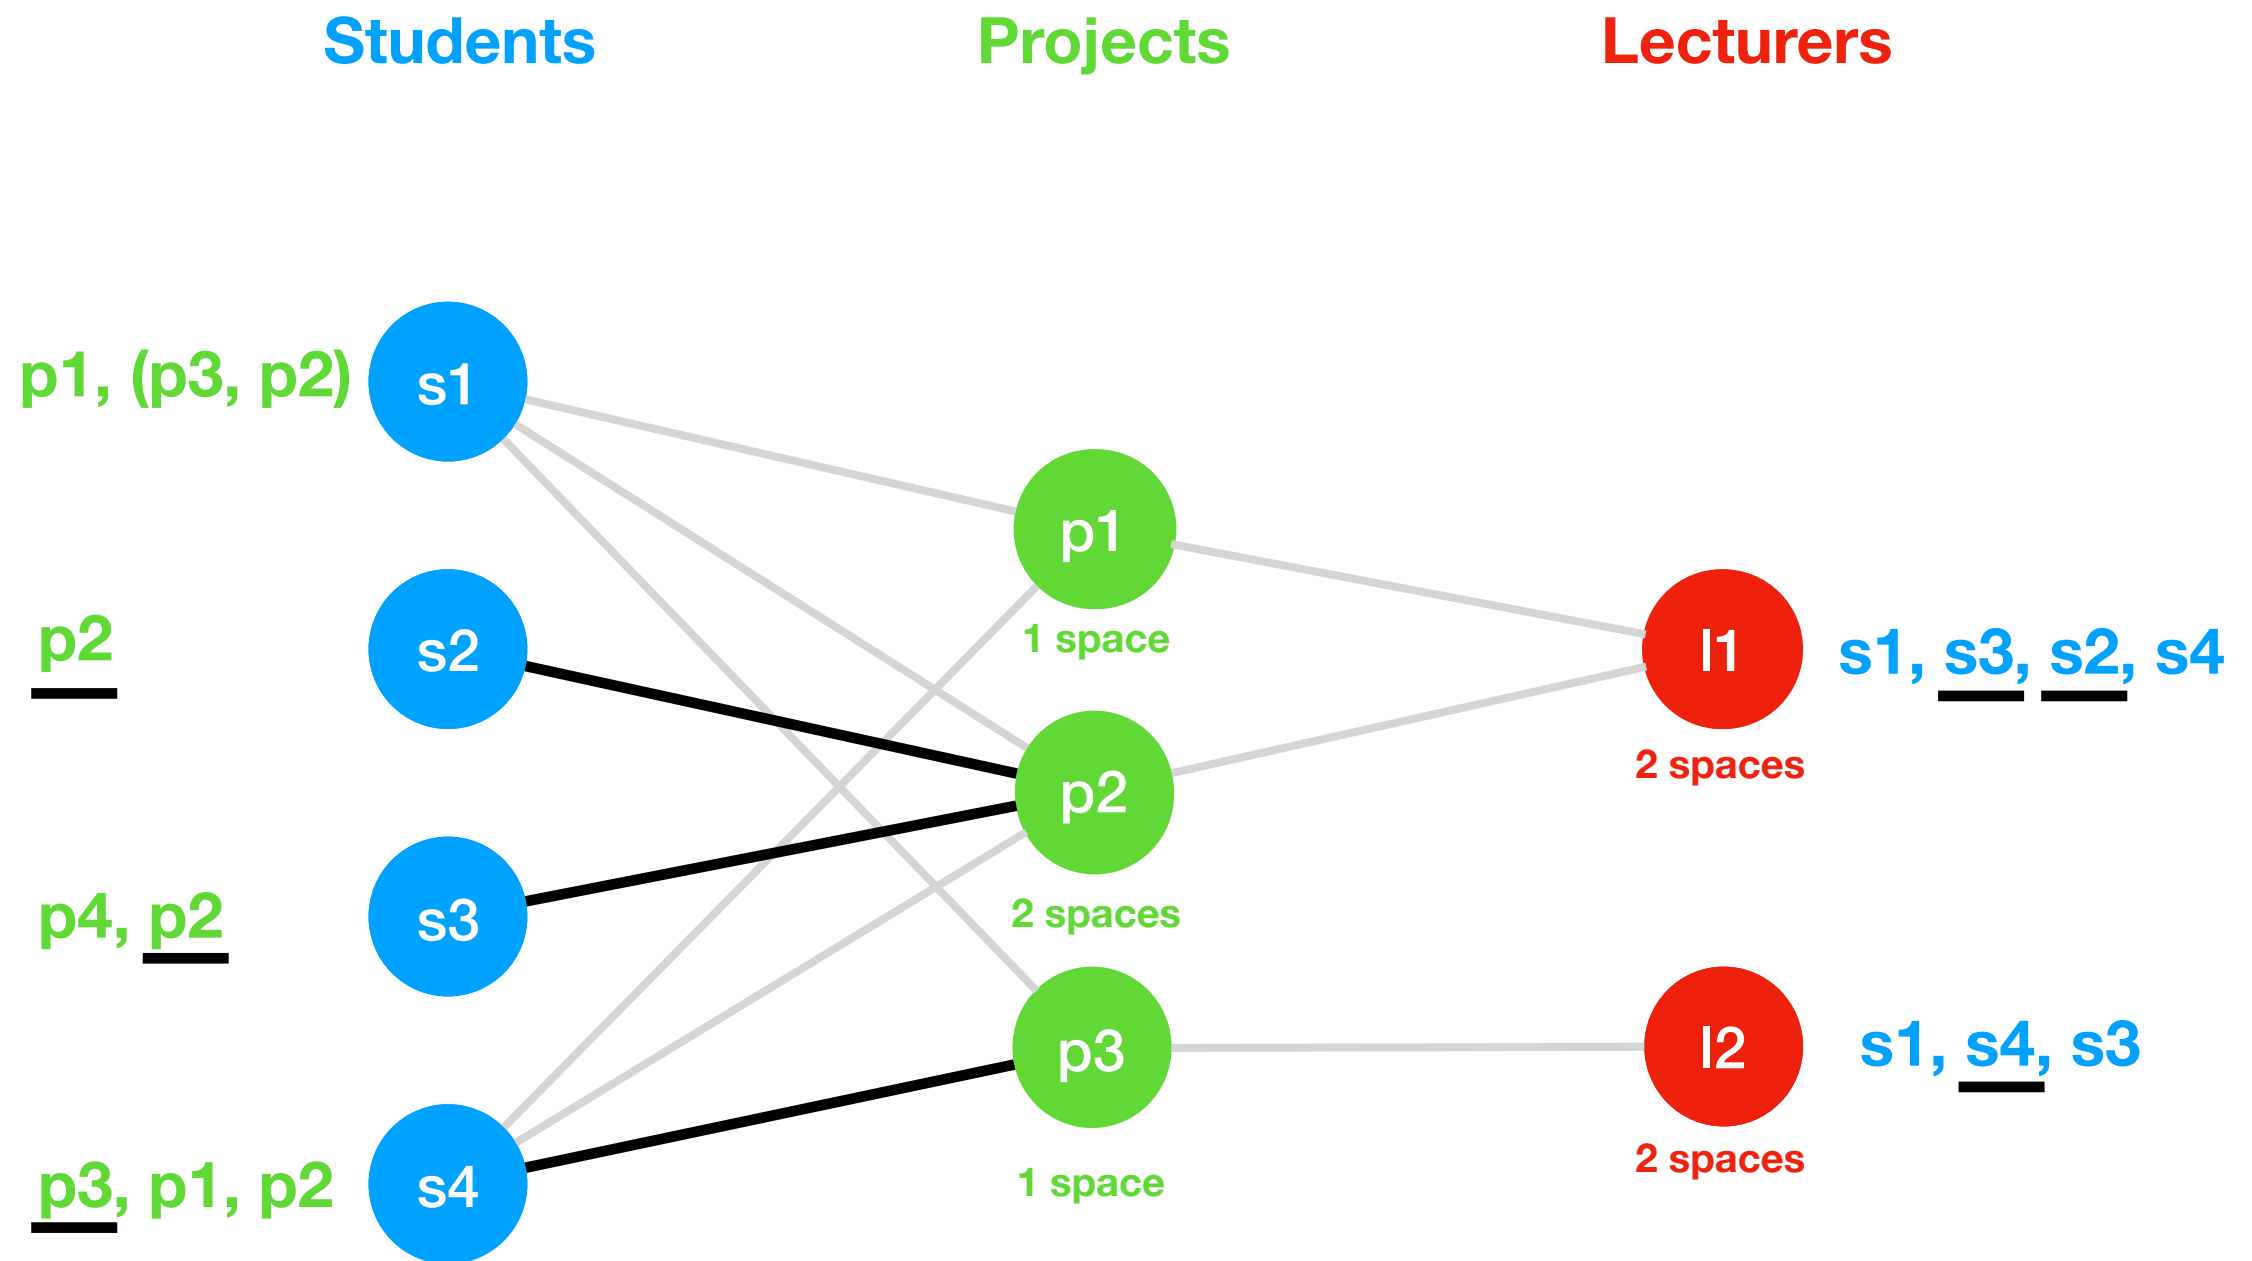 Students Projects Lecturers
p1, (p3, p2) s1
p1
1 space
p2 s2
l1 s1, s3, s2, s4
2 spaces
p2
2 spaces
p4, p2 s3
p3
1 space
l2 s1, s4, s3
2 spaces
p3, p1, p2 s4